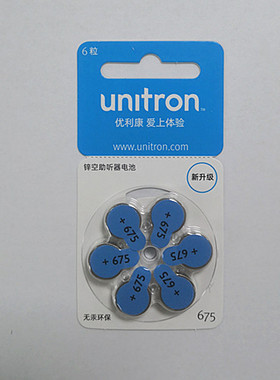 6 粒
unitron™
优利康 爱上体验
www.unitron.com
锌空助听器电池
新升级
+ 675
+ 675
+ 675
+ 675
+ 675
+ 675
无汞环保
675